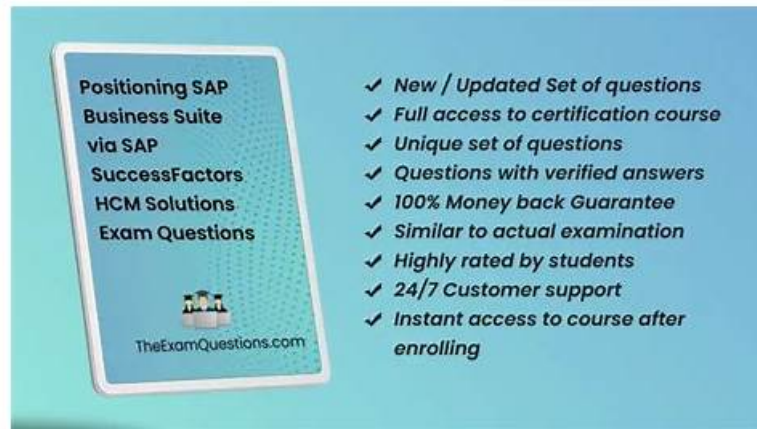 Positioning SAP
Business Suite
via SAP
SuccessFactors
HCM Solutions
Exam Questions
TheExamQuestions.com
✓ New / Updated Set of questions
✓ Full access to certification course
✓ Unique set of questions
✓ Questions with verified answers
✓ 100% Money back Guarantee
✓ Similar to actual examination
✓ Highly rated by students
✓ 24/7 Customer support
✓ Instant access to course after
enrolling